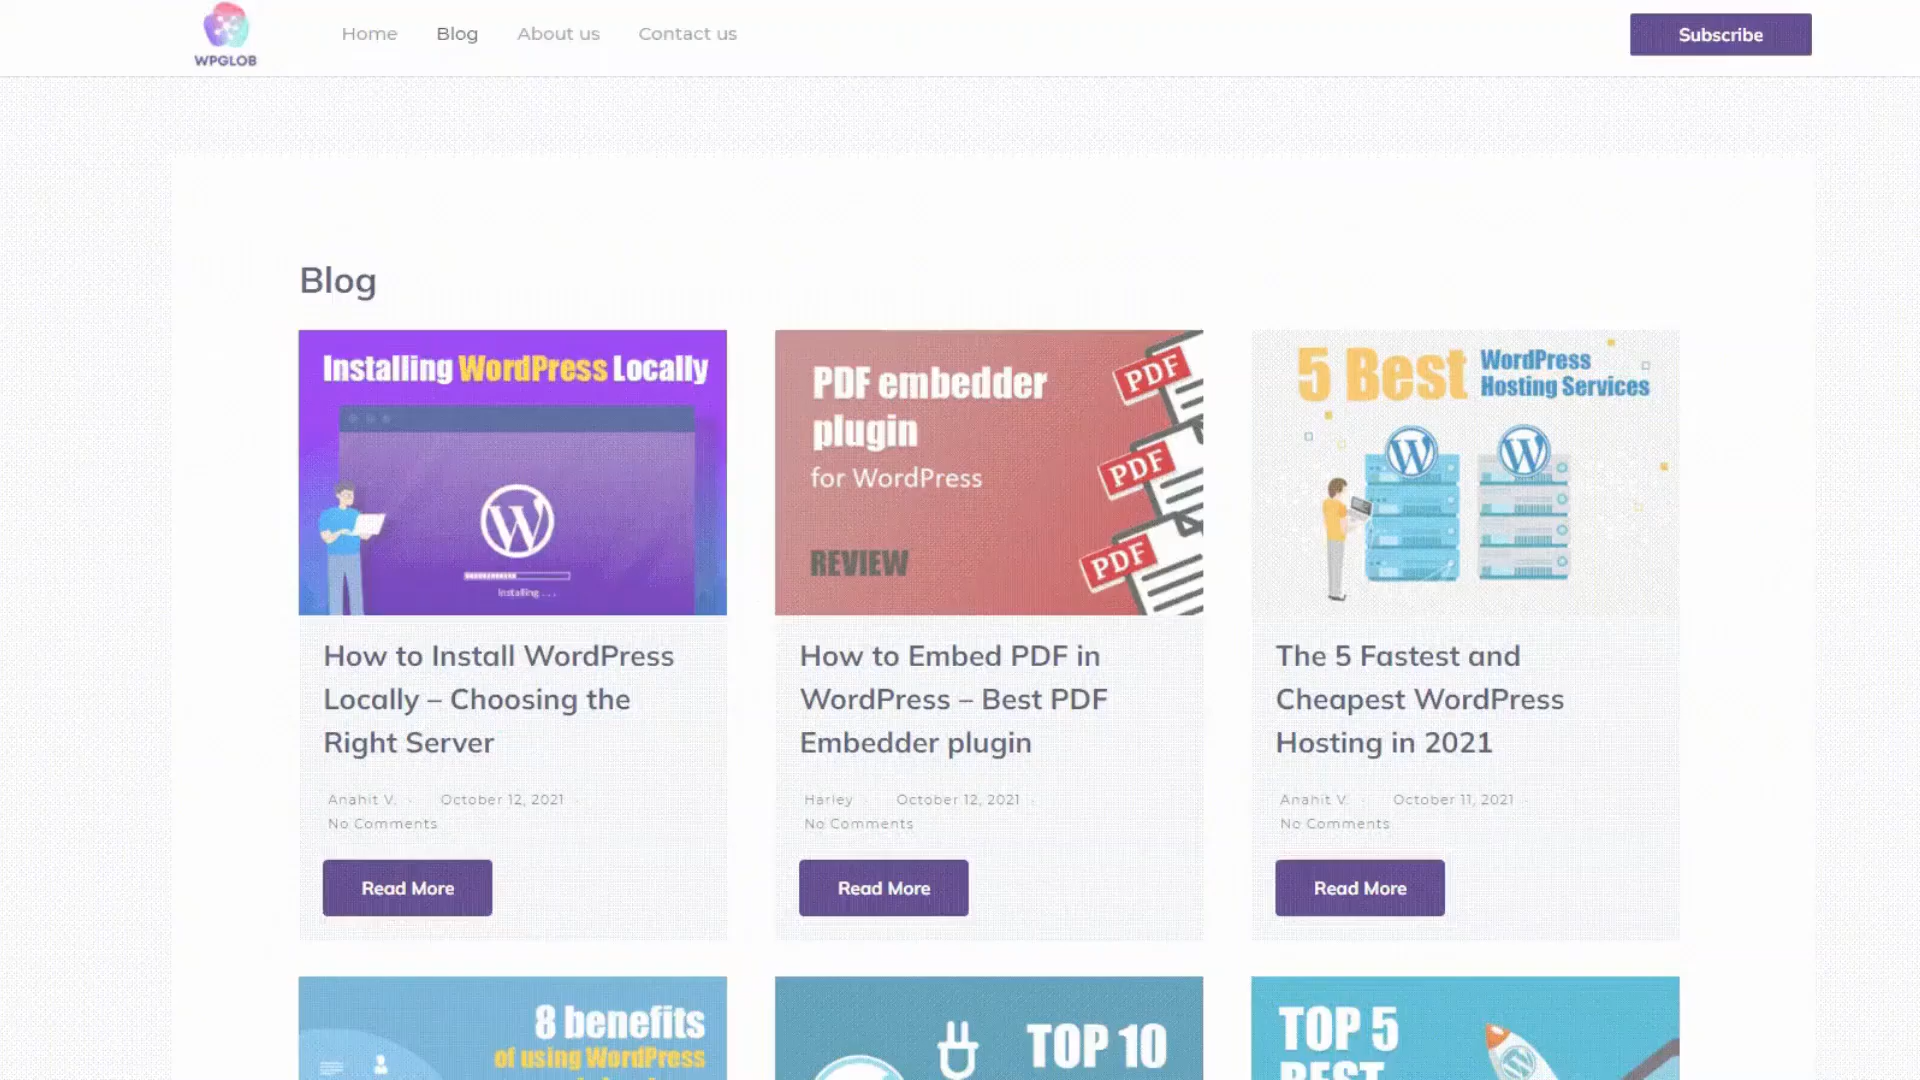 WPGLOB
Home
Blog
About us
Contact us
Subscribe
Blog
Installing WordPress Locally
Installing . . .
How to Install WordPress
Locally – Choosing the
Right Server
Anahit V. · October 12, 2021 ·
No Comments
Read More
PDF embedder
plugin
for WordPress
REVIEW
PDF
PDF
PDF
How to Embed PDF in
WordPress – Best PDF
Embedder plugin
Harley · October 12, 2021 ·
No Comments
Read More
5 Best WordPress
Hosting Services
The 5 Fastest and
Cheapest WordPress
Hosting in 2021
Anahit V. · October 11, 2021 ·
No Comments
Read More
8 benefits
of using WordPress
TOP 10
TOP 5
BEST